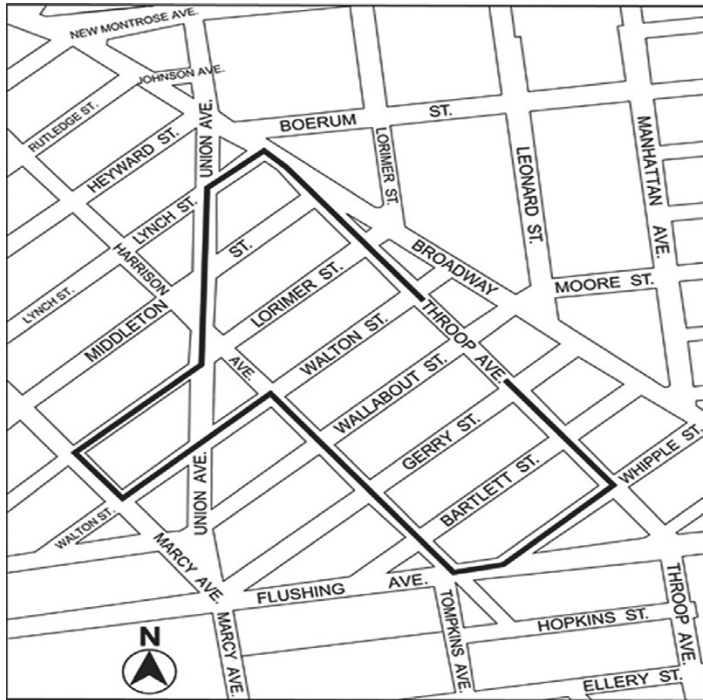 NEW MONTROSE AVE.
JOHNSON AVE.
RUTLEDGE ST.
HEYWARD ST.
UNION AVE.
BOERUM ST.
LORIMER ST.
LEONARD ST.
MANHATTAN AVE.
LYNCH ST.
HARRISON AVE.
LYNCH ST.
MIDDLETON ST.
BROADWAY
MOORE ST.
LORIMER ST.
THROOP AVE.
WALTON ST.
WALLABOUT ST.
GERRY ST.
BARTLETT ST.
WHIPPLE ST.
UNION AVE.
WALTON ST.
MARCY AVE.
FLUSHING AVE.
MARCY AVE.
TOMPKINS AVE.
THROOP AVE.
HOPKINS ST.
ELLERY ST.
N